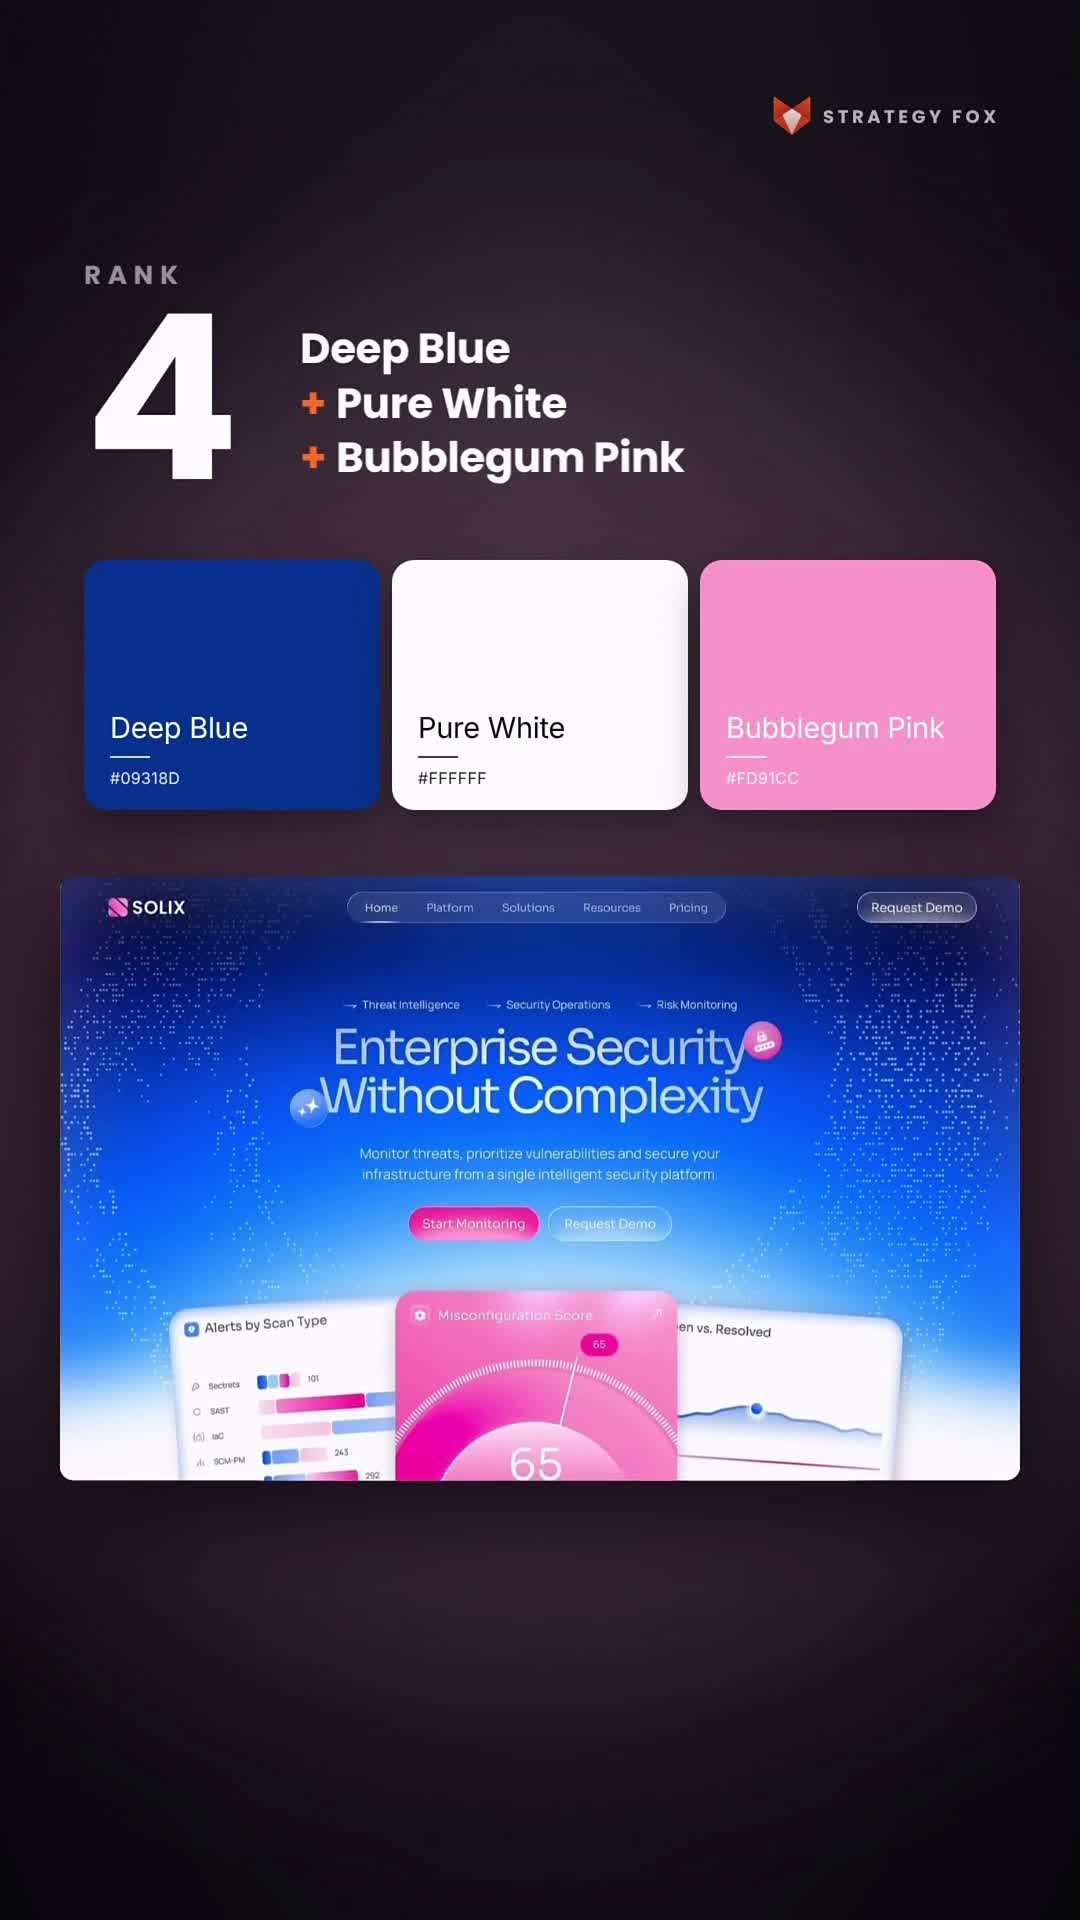 STRATEGY FOX
RANK
4
Deep Blue
+ Pure White
+ Bubblegum Pink
Deep Blue
#09318D
Pure White
#FFFFFF
Bubblegum Pink
#FD91CC
SOLIX
Home
Platform
Solutions
Resources
Pricing
Request Demo
Threat Intelligence
Security Operations
Risk Monitoring
Enterprise Security
Without Complexity
Monitor threats, prioritize vulnerabilities and secure your
infrastructure from a single intelligent security platform.
Start Monitoring
Request Demo
Alerts by Scan Type
Sectrets
101
SAST
IaC
SCM-PM
243
292
Misconfiguration Score
65
65
en vs. Resolved